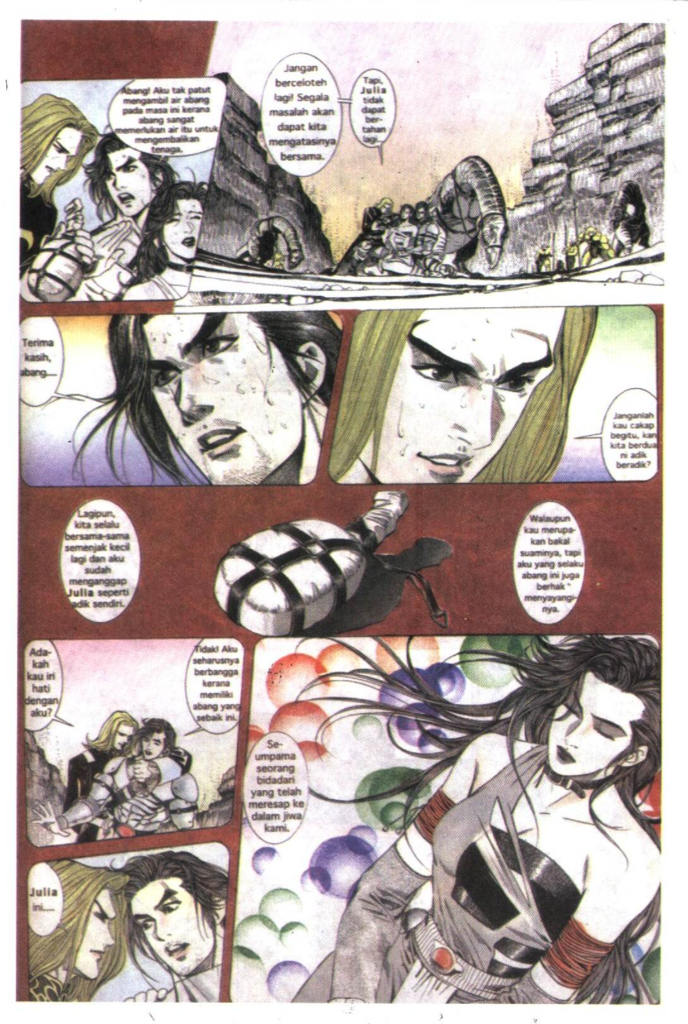 Abang! Aku tak patut
mengambil air abang
pada masa ini kerana
abang sangat
memerlukan air itu untuk
mengembalikan
tenaga.
Jangan
berceloteh
lagi! Segala
masalah akan
dapat kita
mengatasinya
bersama.
Tapi,
Julia
tidak
dapat
ber-
tahan
lagi.
Terima
kasih,
abang....
Janganlah
kau cakap
begitu, kan
kita berdua
ni adik
beradik?
Lagipun,
kita selalu
bersama-sama
semenjak kecil
lagi dan aku
sudah
menganggap
Julia seperti
adik sendiri.
Walaupun
kau merupa-
kan bakal
suaminya, tapi
aku yang selaku
abang ini juga
berhak
menyayangi-
nya.
Ada-
kah
kau iri
hati
dengan
aku?
Tidak! Aku
seharusnya
berbangga
kerana
memiliki
abang yang
sebaik ini.
Se-
umpama
seorang
bidadari
yang telah
meresap ke
dalam jiwa
kami.
Julia
ini....